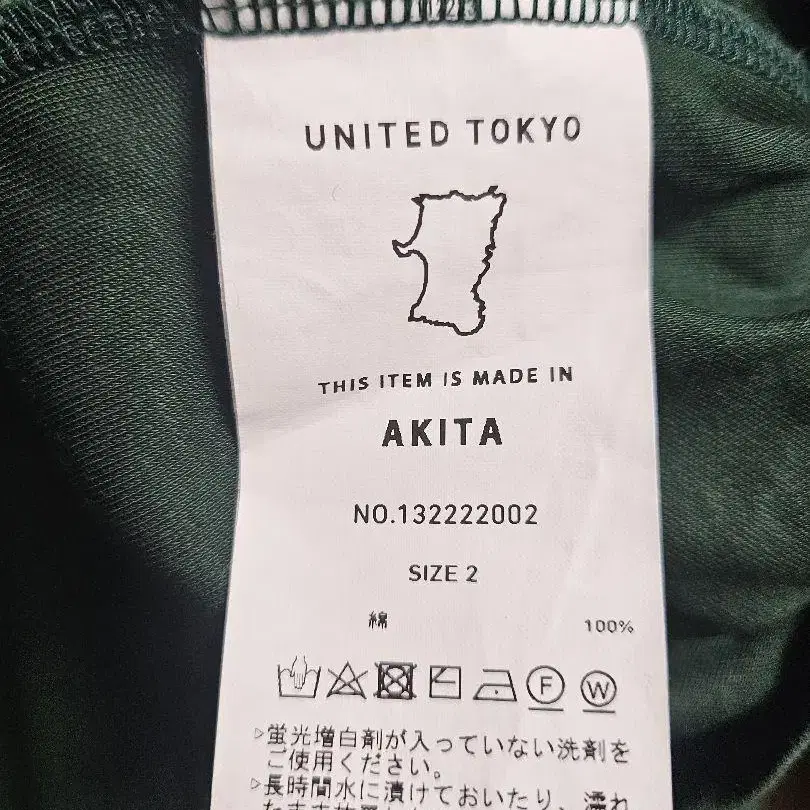 UNITED TOKYO
THIS ITEM IS MADE IN
AKITA
NO.132222002
SIZE 2
綿 100%
F W
▷蛍光増白剤が入っていない洗剤を
ご使用ください。
▷長時間水に漬けておいたり、濡れ